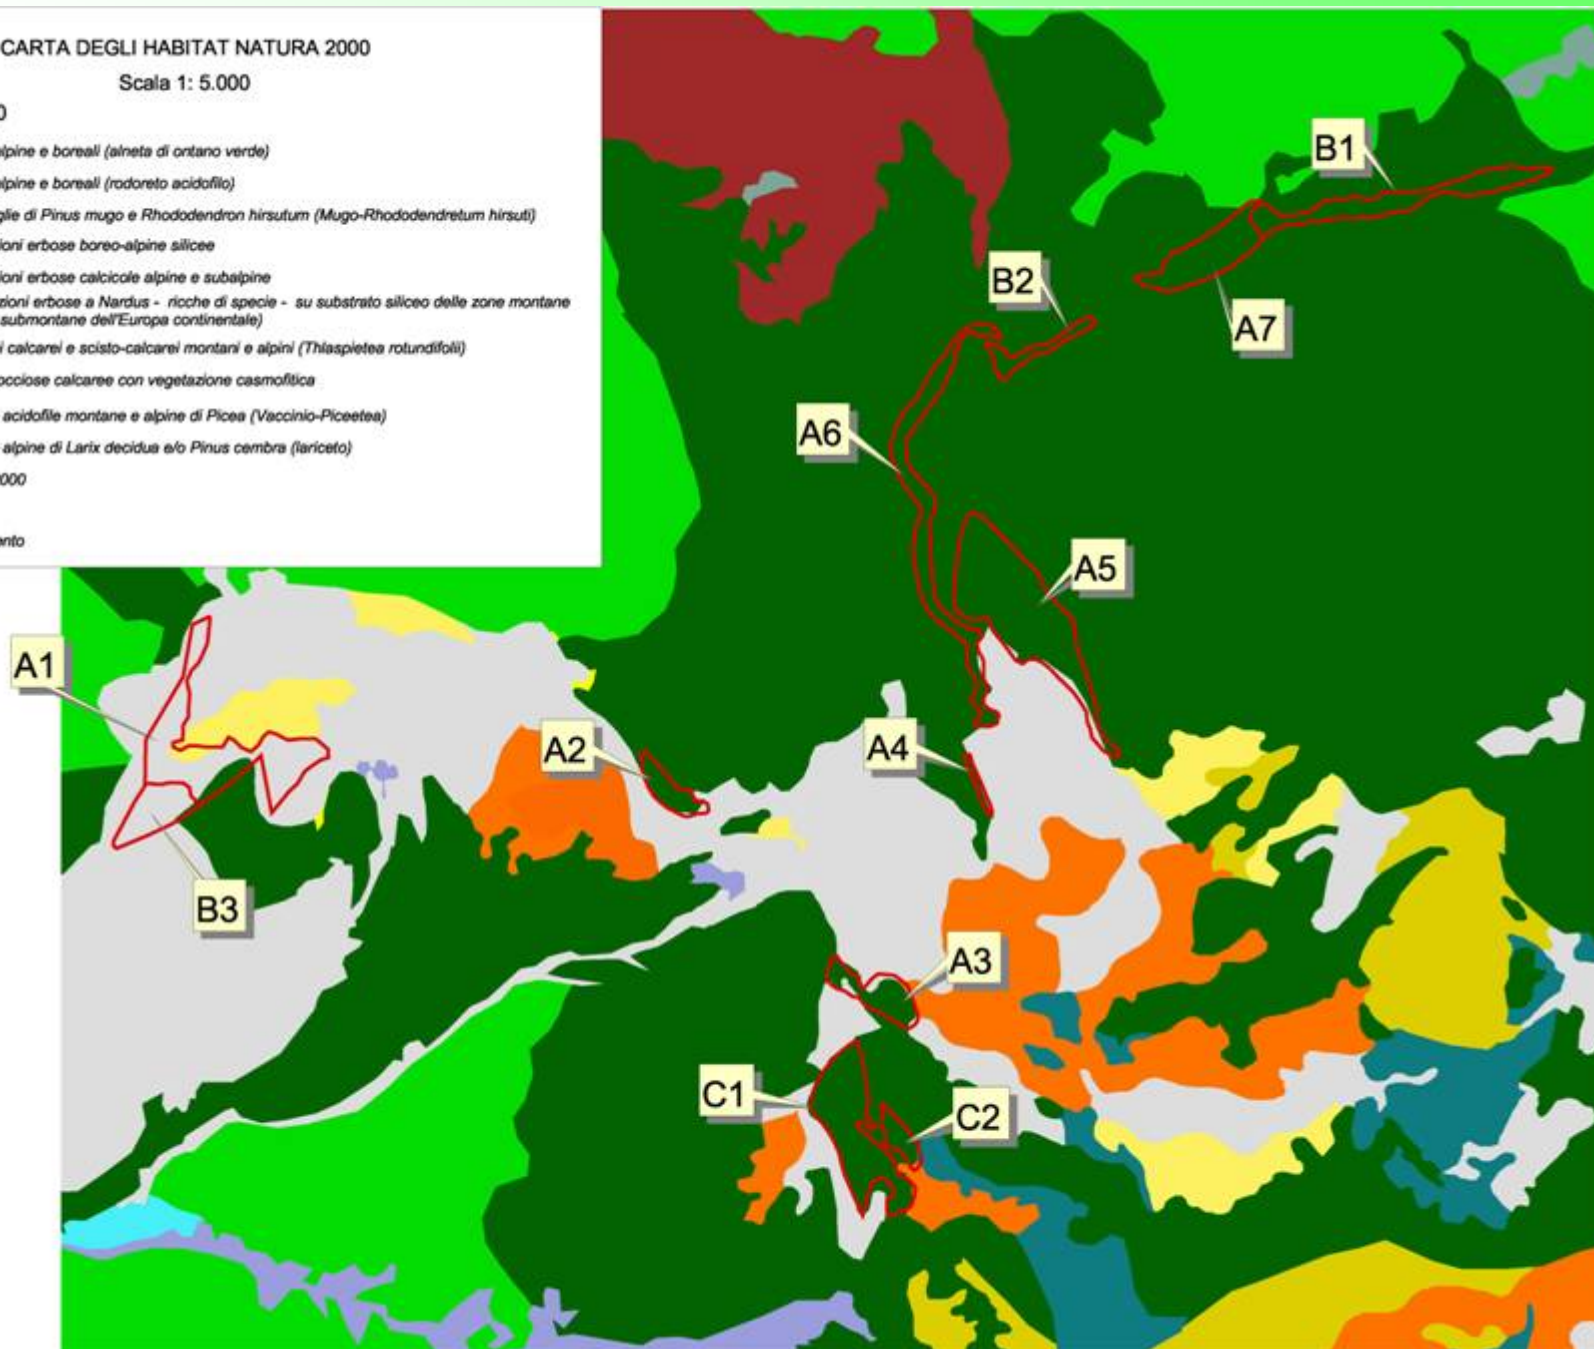 CARTA DEGLI HABITAT NATURA 2000
Scala 1: 5.000
0
alpine e boreali (alneta di ontano verde)
alpine e boreali (rodoreto acidofilo)
glie di Pinus mugo e Rhododendron hirsutum (Mugo-Rhododendretum hirsuti)
ioni erbose boreo-alpine silicee
ioni erbose calcicole alpine e subalpine
zioni erbose a Nardus - ricche di specie - su substrato siliceo delle zone montane
submontane dell'Europa continentale)
i calcarei e scisto-calcarei montani e alpini (Thlaspietea rotundifolii)
occiose calcaree con vegetazione casmofitica
acidofile montane e alpine di Picea (Vaccinio-Piceetea)
alpine di Larix decidua e/o Pinus cembra (lariceto)
2000
ento
B1
B2
A7
A6
A5
A1
A2
A4
B3
A3
C1
C2